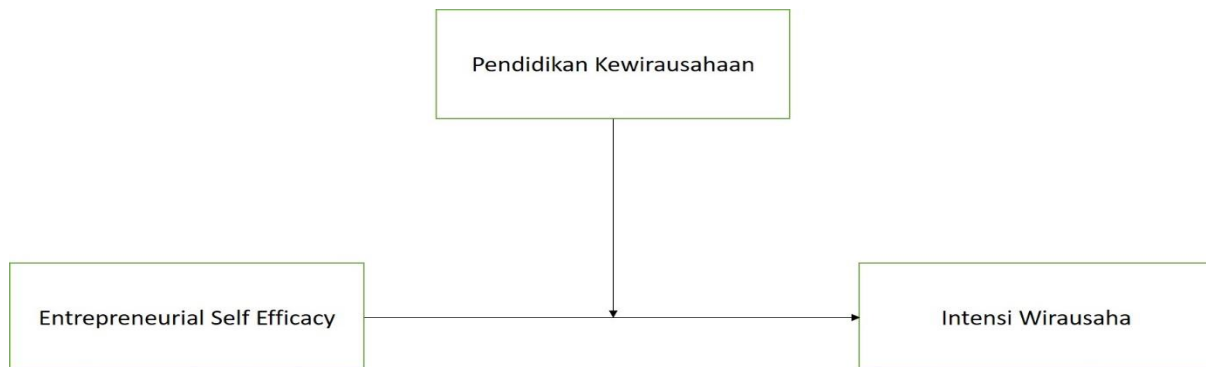 Pendidikan Kewirausahaan
Entrepreneurial Self Efficacy
Intensi Wirausaha